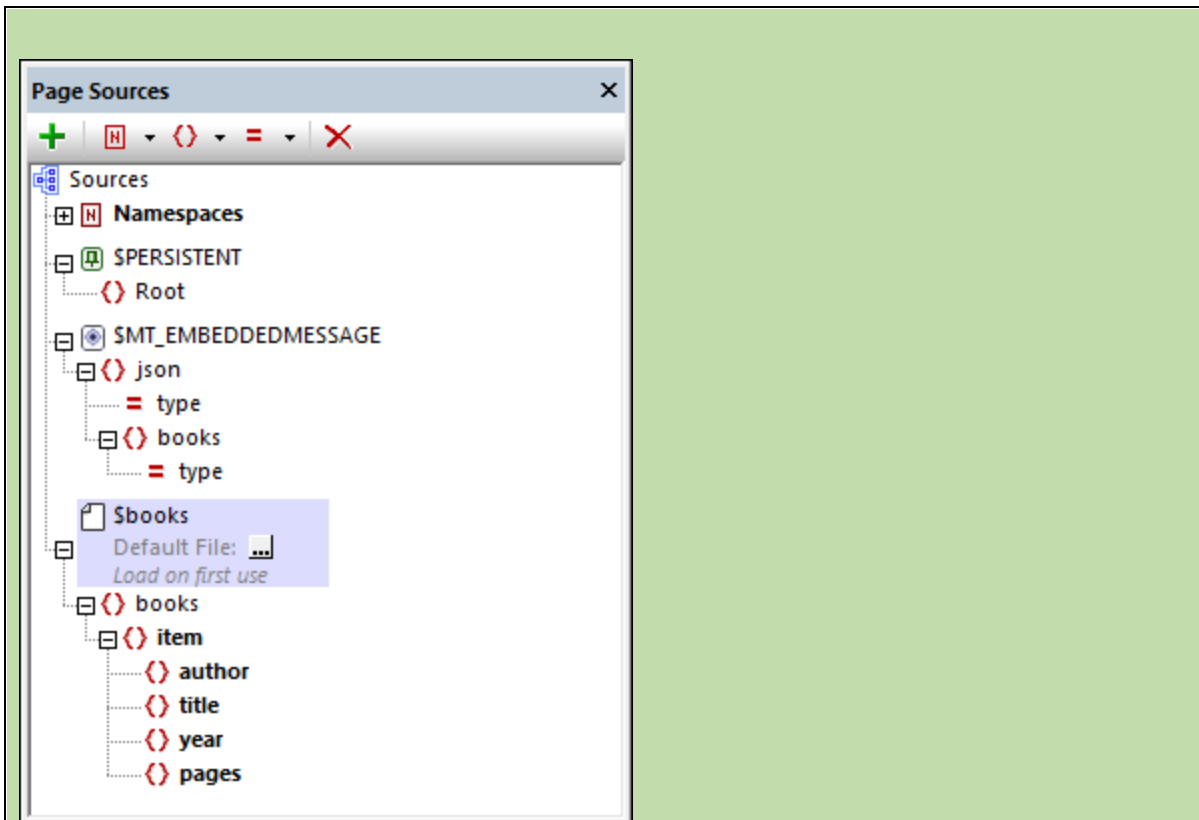 Page Sources
Sources
Namespaces
$PERSISTENT
Root
$MT_EMBEDDEDMESSAGE
json
type
books
type
$books
Default File: ...
Load on first use
books
item
author
title
year
pages